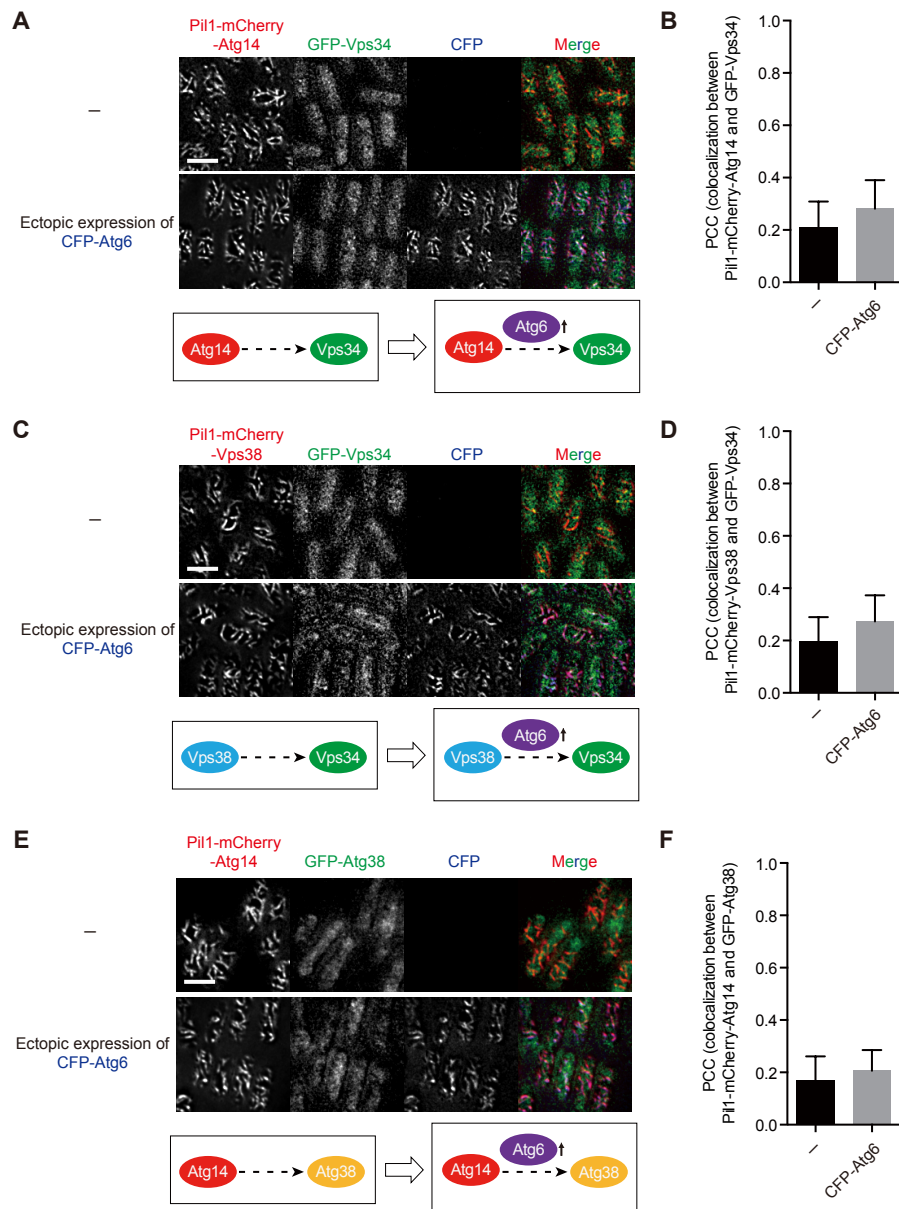 A
Pil1-mCherry
-Atg14
GFP-Vps34
CFP
Merge
–
Ectopic expression of
CFP-Atg6
Atg14
Vps34
Atg6
Atg14
Vps34
B
PCC (colocalization between
Pil1-mCherry-Atg14 and GFP-Vps34)
1.0
0.8
0.6
0.4
0.2
0.0
–
CFP-Atg6
C
Pil1-mCherry
-Vps38
GFP-Vps34
CFP
Merge
–
Ectopic expression of
CFP-Atg6
Vps38
Vps34
Atg6
Vps38
Vps34
D
PCC (colocalization between
Pil1-mCherry-Vps38 and GFP-Vps34)
1.0
0.8
0.6
0.4
0.2
0.0
–
CFP-Atg6
E
Pil1-mCherry
-Atg14
GFP-Atg38
CFP
Merge
–
Ectopic expression of
CFP-Atg6
Atg14
Atg38
Atg6
Atg14
Atg38
F
PCC (colocalization between
Pil1-mCherry-Atg14 and GFP-Atg38)
1.0
0.8
0.6
0.4
0.2
0.0
–
CFP-Atg6